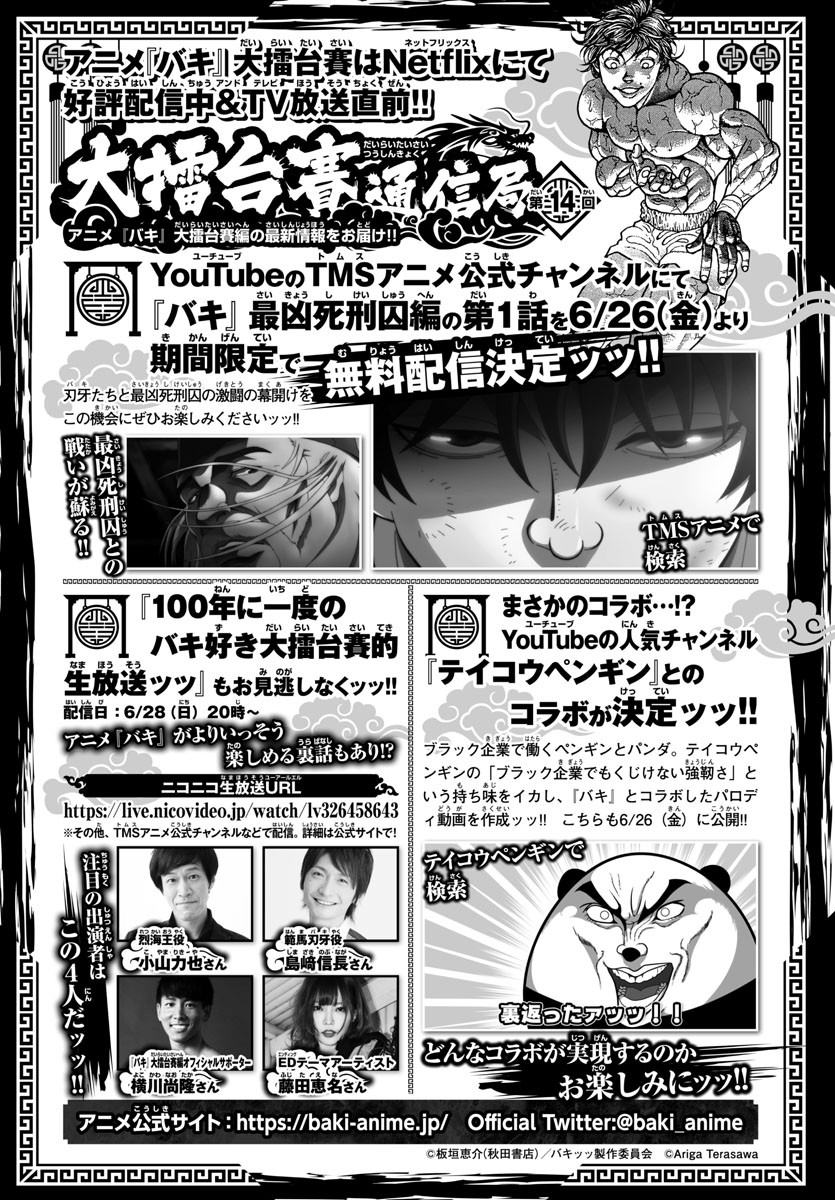 アニメ『バキ』大擂台賽はNetflixにて
好評配信中&TV放送直前!!
大擂台賽通信局
第14回
アニメ『バキ』大擂台賽編の最新情報をお届け!!
YouTubeのTMSアニメ公式チャンネルにて
『バキ』最凶死刑囚編の第1話を6/26(金)より
期間限定で無料配信決定ッッ!!
刃牙たちと最凶死刑囚の激闘の幕開けを
この機会にぜひお楽しみくださいッッ!!
最凶死刑囚との
戦いが蘇る!!
TMSアニメで
検索
『100年に一度の
バキ好き大擂台賽的
生放送ッッ』もお見逃しなくッッ!!
配信日：6/28（日）20時～
アニメ『バキ』がよりいっそう
楽しめる裏話もあり!?
ニコニコ生放送URL
https://live.nicovideo.jp/watch/lv326458643
※その他、TMSアニメ公式チャンネルなどで配信。詳細は公式サイトで!
注目の出演者は
この4人だッッ!!
烈海王役
小山力也さん
範馬刃牙役
島﨑信長さん
『バキ』大擂台賽編オフィシャルサポーター
横川尚隆さん
EDテーマアーティスト
藤田恵名さん
まさかのコラボ…!?
YouTubeの人気チャンネル
『テイコウペンギン』との
コラボが決定ッッ!!
ブラック企業で働くペンギンとパンダ。テイコウペ
ンギンの「ブラック企業でもくじけない強靭さ」と
いう持ち味をイカし、『バキ』とコラボしたパロデ
ィ動画を作成ッッ!! こちらも6/26（金）に公開!!
テイコウペンギンで
検索
裏返ったアッッ！！
どんなコラボが実現するのか
お楽しみにッッ!!
アニメ公式サイト：https://baki-anime.jp/ Official Twitter:@baki_anime
©板垣恵介(秋田書店)／バキッッ製作委員会 ©Ariga Terasawa